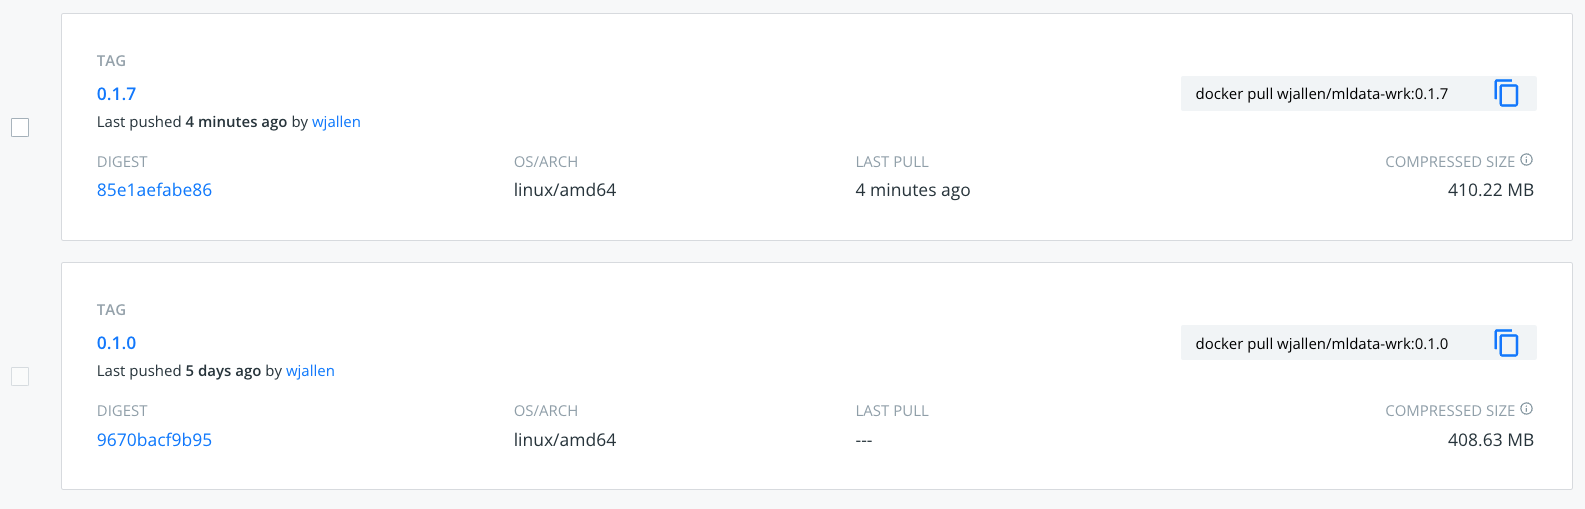 TAG
0.1.7
docker pull wjallen/mldata-wrk:0.1.7
Last pushed 4 minutes ago by wjallen
DIGEST OS/ARCH LAST PULL COMPRESSED SIZE
85e1aefabe86 linux/amd64 4 minutes ago 410.22 MB
TAG
0.1.0
docker pull wjallen/mldata-wrk:0.1.0
Last pushed 5 days ago by wjallen
DIGEST OS/ARCH LAST PULL COMPRESSED SIZE
9670bacf9b95 linux/amd64 --- 408.63 MB